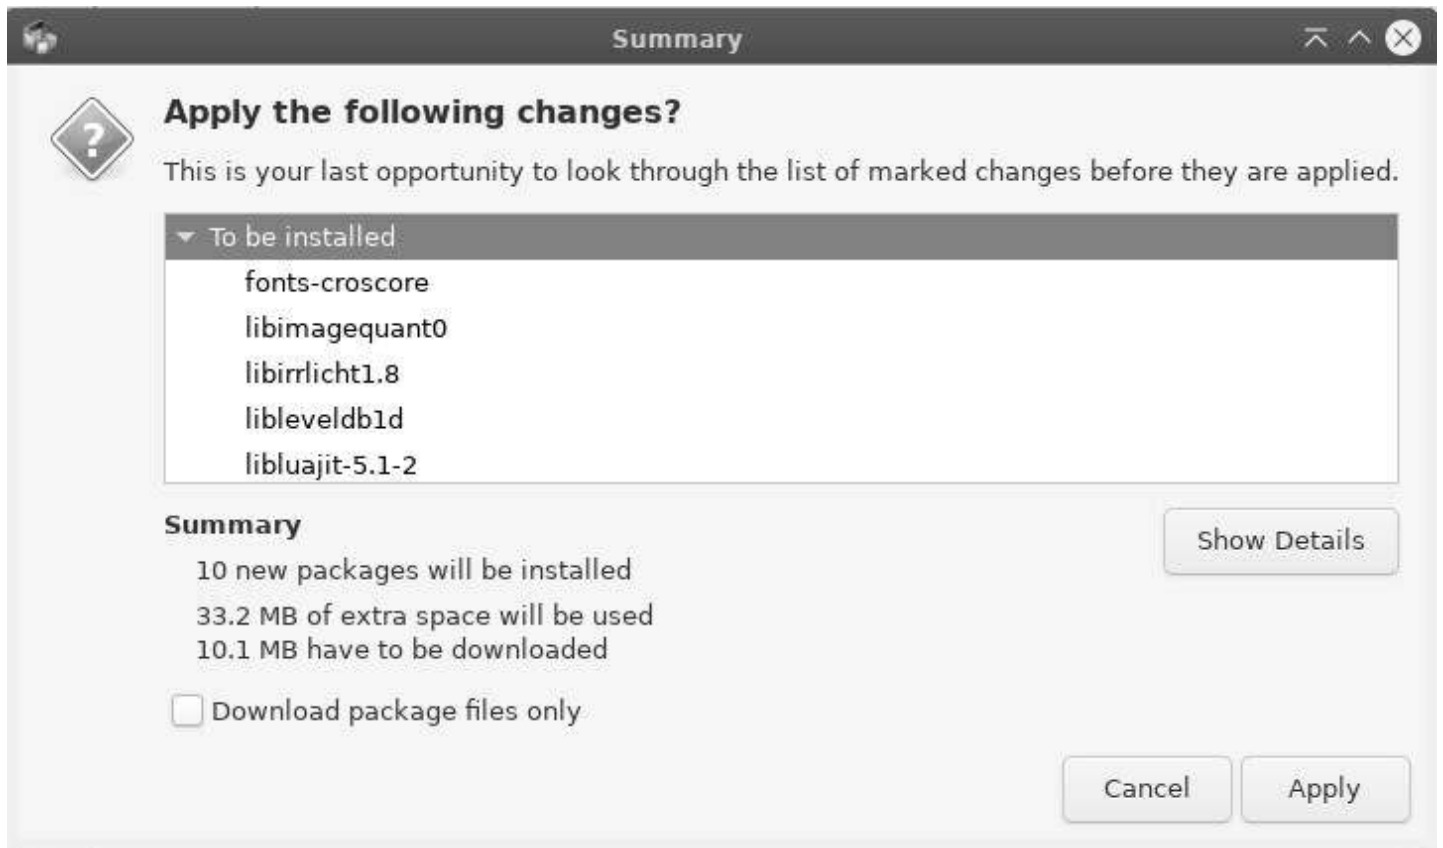 Summary
Apply the following changes?
This is your last opportunity to look through the list of marked changes before they are applied.
To be installed
fonts-croscore
libimagequant0
libirrlicht1.8
libleveldb1d
libluajit-5.1-2
Summary
Show Details
10 new packages will be installed
33.2 MB of extra space will be used
10.1 MB have to be downloaded
Download package files only
Cancel
Apply